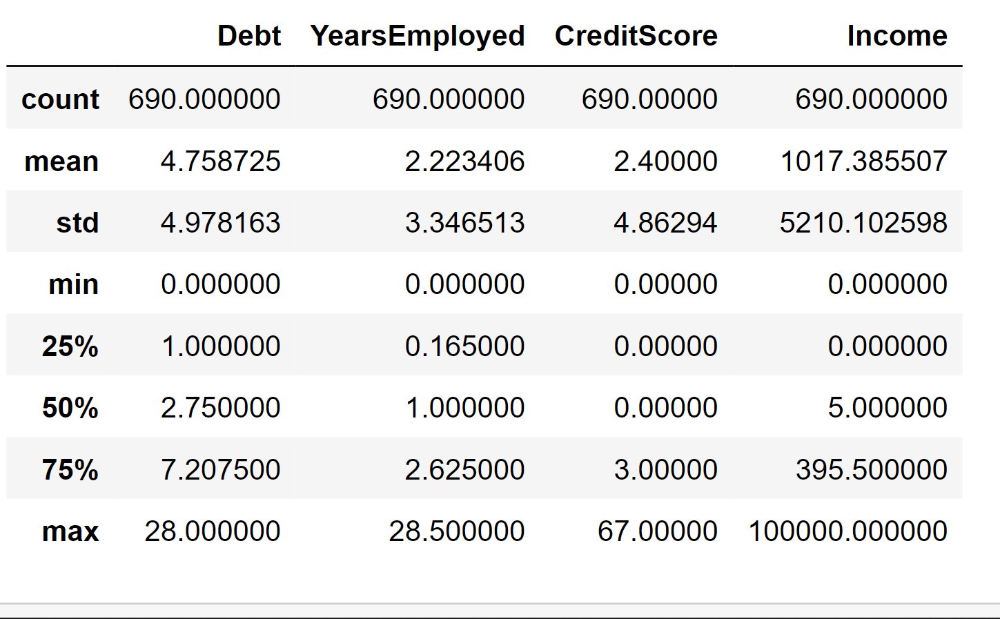 Debt YearsEmployed CreditScore Income
count 690.000000 690.000000 690.00000 690.000000
mean 4.758725 2.223406 2.40000 1017.385507
std 4.978163 3.346513 4.86294 5210.102598
min 0.000000 0.000000 0.00000 0.000000
25% 1.000000 0.165000 0.00000 0.000000
50% 2.750000 1.000000 0.00000 5.000000
75% 7.207500 2.625000 3.00000 395.500000
max 28.000000 28.500000 67.00000 100000.000000